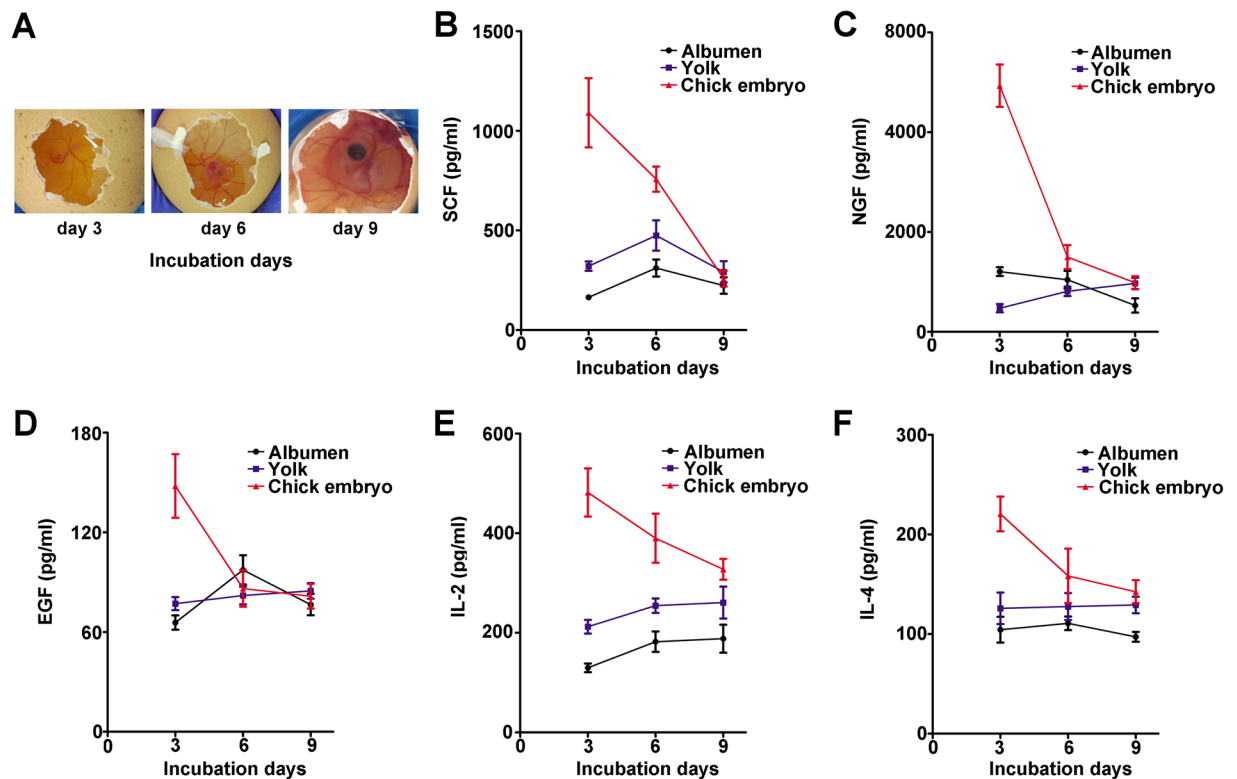 A
day 3
day 6
day 9
Incubation days
B
1500
1000
500
0
SCF (pg/ml)
Albumen
Yolk
Chick embryo
0
3
6
9
Incubation days
C
8000
4000
2000
0
NGF (pg/ml)
Albumen
Yolk
Chick embryo
0
3
6
9
Incubation days
D
180
120
60
0
EGF (pg/ml)
Albumen
Yolk
Chick embryo
0
3
6
9
Incubation days
E
600
400
200
0
IL-2 (pg/ml)
Albumen
Yolk
Chick embryo
0
3
6
9
Incubation days
F
300
200
100
0
IL-4 (pg/ml)
Albumen
Yolk
Chick embryo
0
3
6
9
Incubation days